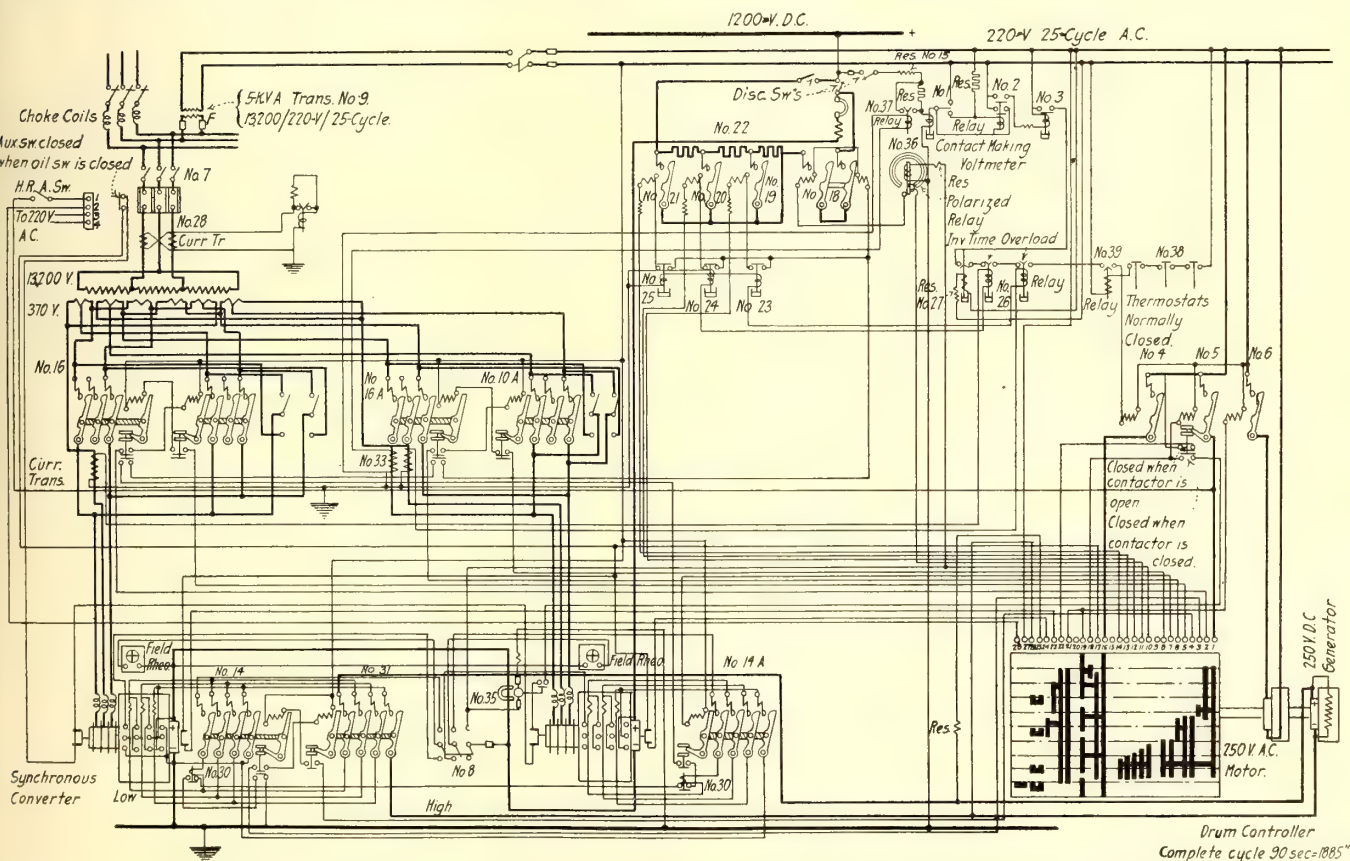 1200-V. D.C.
+
220-V 25-Cycle A.C.
Choke Coils
5-KVA Trans. No 9.
13,200/220-V/25-Cycle.
F
Aux.sw.closed
when oil sw is closed
H.R.A. Sw.
To 220V
A.C.
No 7
No.28
Curr Tr
13,200 V.
370 V.
Res. No 15
Disc. Sw's
Res.
No 1
Res.
No. 2
No 3
No.37
Relay
Relay
Contact Making
Voltmeter
No.36
Res
Polarized
Relay
No.22
No
21
No
20
No.
19
No
18
No
25
No 24
No 23
Inv Time Overload
Res.
No.27
No.
26
Relay
No.39
Relay
No.38
Thermostats
Normally
Closed.
No 4
No.5
No.6
No.16
No
16 A
No.10 A
Curr.
Trans.
No 33
Closed when
contactor is
open
Closed when
contactor is
closed.
Field
Rheo
No 14
No 31
Field Rheo
No 14 A
No.35
No 8
No.30
No.30
Synchronous
Converter
Low
High
Res.
250 V. D.C
Generator
250 V. A.C.
Motor.
Drum Controller
Complete cycle 90 sec=1885"